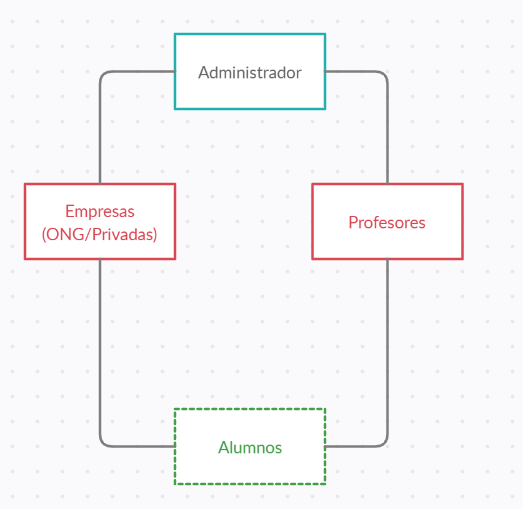 Administrador
Empresas
(ONG/Privadas)
Profesores
Alumnos